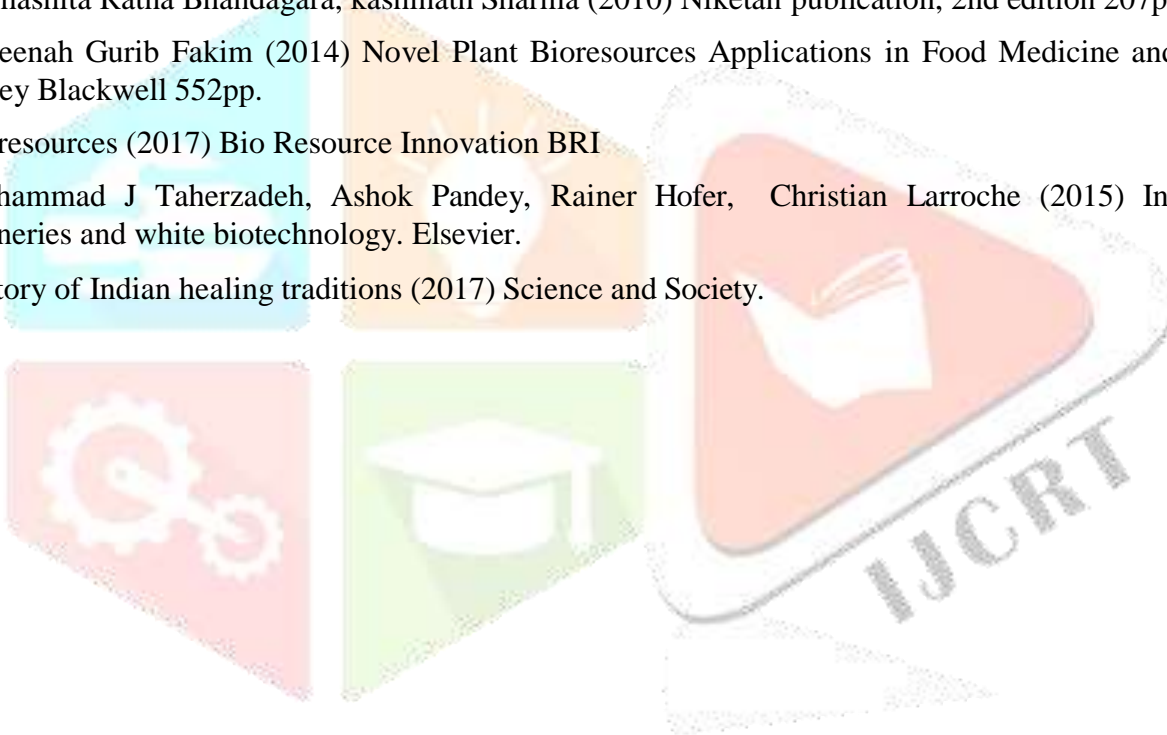 Ratna Bhandagara, kashinath Sharma (2010) Niketan publication, 2nd edition 207p
eenah Gurib Fakim (2014) Novel Plant Bioresources Applications in Food Medicine and
ey Blackwell 552pp.
resources (2017) Bio Resource Innovation BRI
hammad J Taherzadeh, Ashok Pandey, Rainer Hofer, Christian Larroche (2015) In
neries and white biotechnology. Elsevier.
tory of Indian healing traditions (2017) Science and Society.
IJCRT